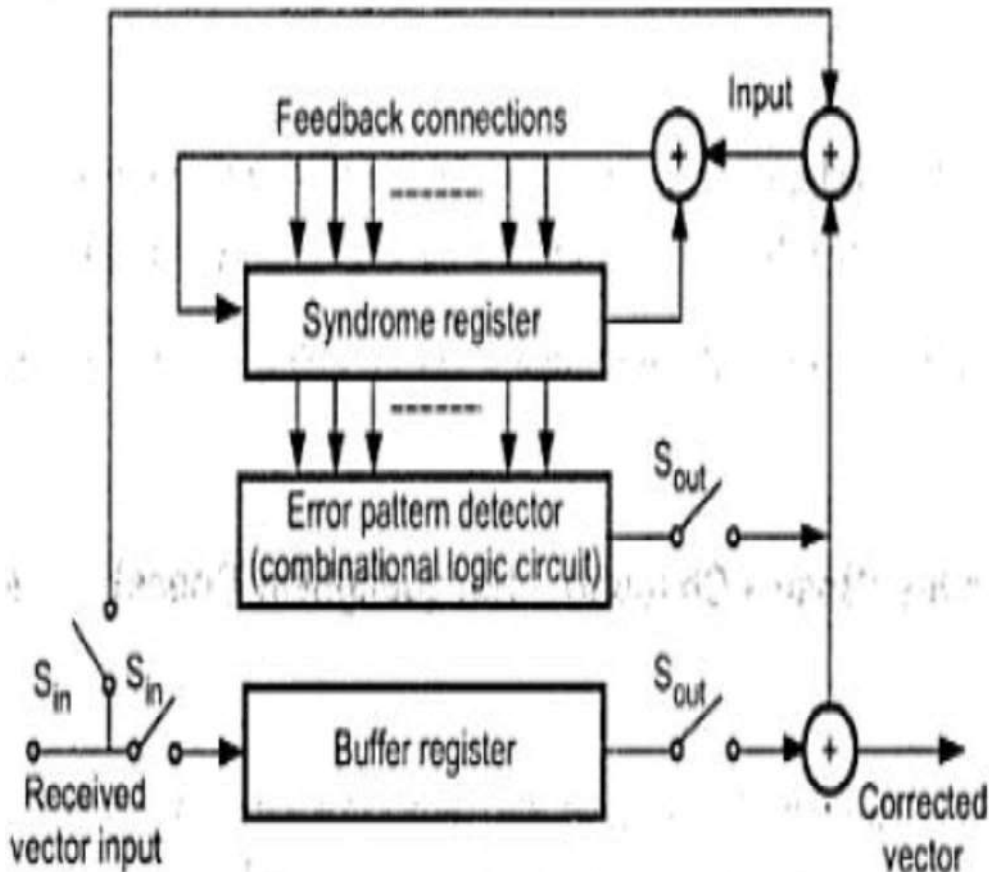 Input
Feedback connections
+
+
Syndrome register
S_out
Error pattern detector
(combinational logic circuit)
S_in
S_in
S_out
Buffer register
+
Received
vector input
Corrected
vector